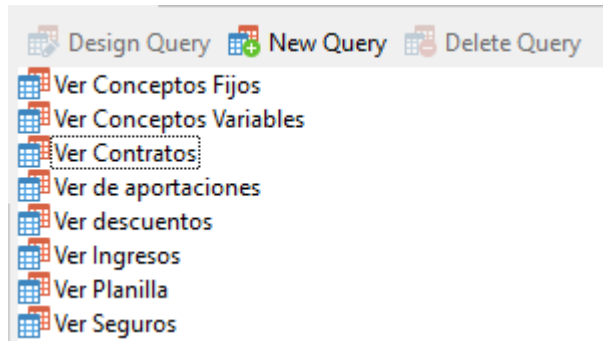 Design Query New Query Delete Query
Ver Conceptos Fijos
Ver Conceptos Variables
Ver Contratos
Ver de aportaciones
Ver descuentos
Ver Ingresos
Ver Planilla
Ver Seguros